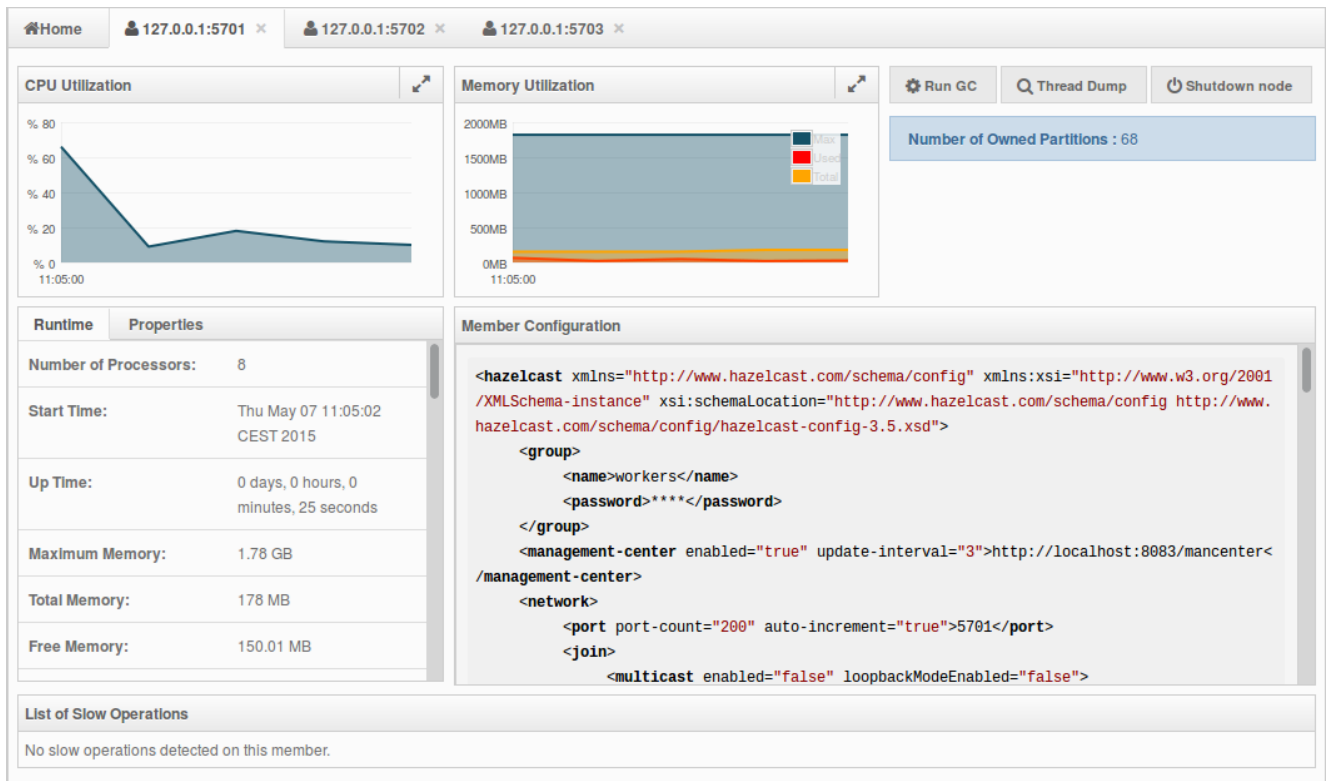 Home 127.0.0.1:5701 × 127.0.0.1:5702 × 127.0.0.1:5703 ×
CPU Utilization
% 80
% 60
% 40
% 20
% 0
11:05:00
Memory Utilization
2000MB
1500MB
1000MB
500MB
0MB
11:05:00
Max
Used
Total
Run GC Thread Dump Shutdown node
Number of Owned Partitions : 68
Runtime Properties
Number of Processors: 8
Start Time: Thu May 07 11:05:02
CEST 2015
Up Time: 0 days, 0 hours, 0
minutes, 25 seconds
Maximum Memory: 1.78 GB
Total Memory: 178 MB
Free Memory: 150.01 MB
Member Configuration
<hazelcast xmlns="http://www.hazelcast.com/schema/config" xmlns:xsi="http://www.w3.org/2001
/XMLSchema-instance" xsi:schemaLocation="http://www.hazelcast.com/schema/config http://www.
hazelcast.com/schema/config/hazelcast-config-3.5.xsd">
<group>
<name>workers</name>
<password>****</password>
</group>
<management-center enabled="true" update-interval="3">http://localhost:8083/mancenter<
/management-center>
<network>
<port port-count="200" auto-increment="true">5701</port>
<join>
<multicast enabled="false" loopbackModeEnabled="false">
List of Slow Operations
No slow operations detected on this member.